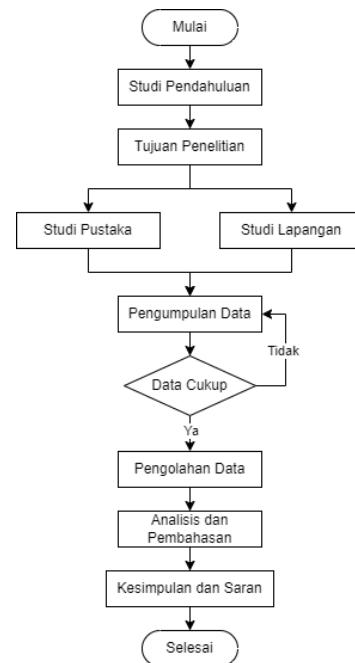 Mulai
Studi Pendahuluan
Tujuan Penelitian
Studi Pustaka
Studi Lapangan
Pengumpulan Data
Tidak
Data Cukup
Ya
Pengolahan Data
Analisis dan
Pembahasan
Kesimpulan dan Saran
Selesai